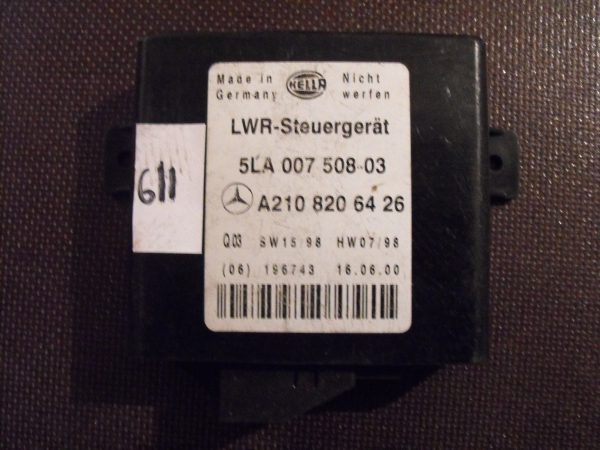 Made in HELLA Nicht
Germany werfen
LWR-Steuergerät
5LA 007 508-03
A210 820 64 26
Q03 SW15/98 HW07/98
(06) 196743 16.06.00
611